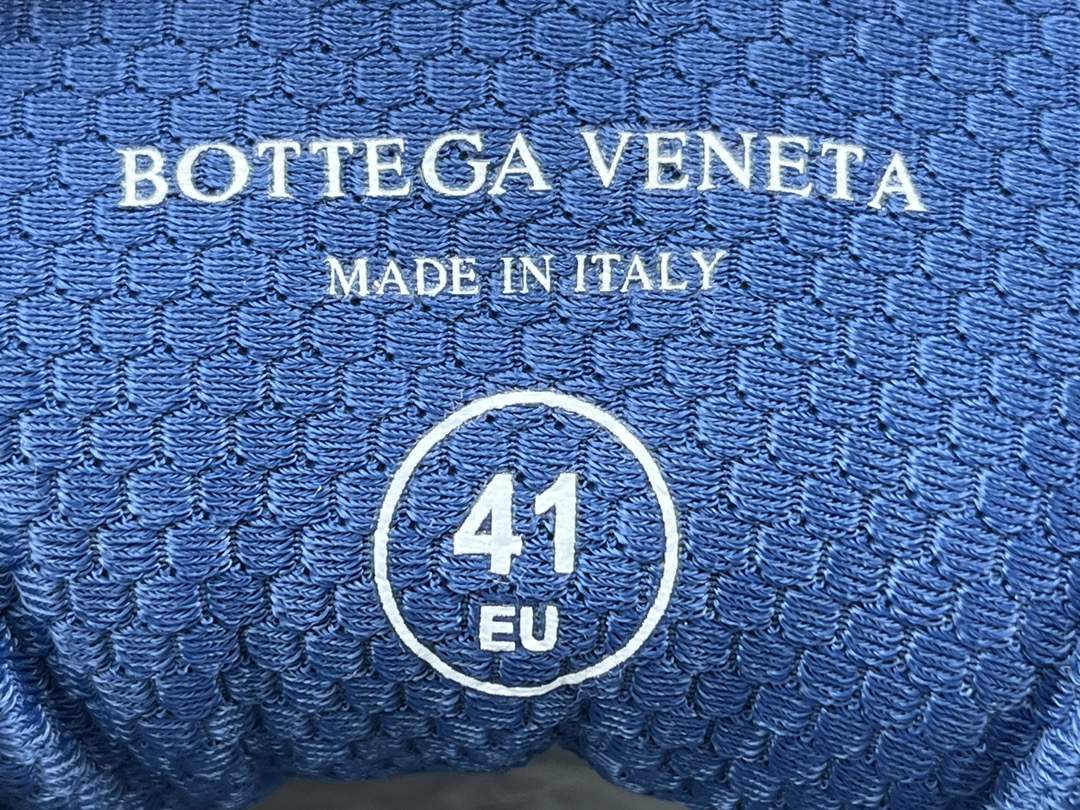 BOTTEGA VENETA
MADE IN ITALY
41
EU